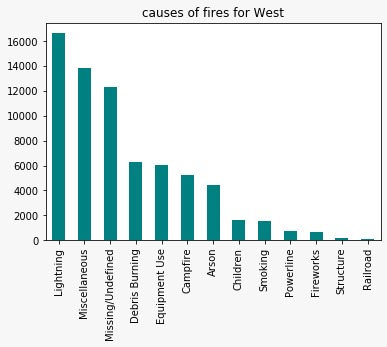 causes of fires for West
16000
14000
12000
10000
8000
6000
4000
2000
0
Lightning
Miscellaneous
Missing/Undefined
Debris Burning
Equipment Use
Campfire
Arson
Children
Smoking
Powerline
Fireworks
Structure
Railroad